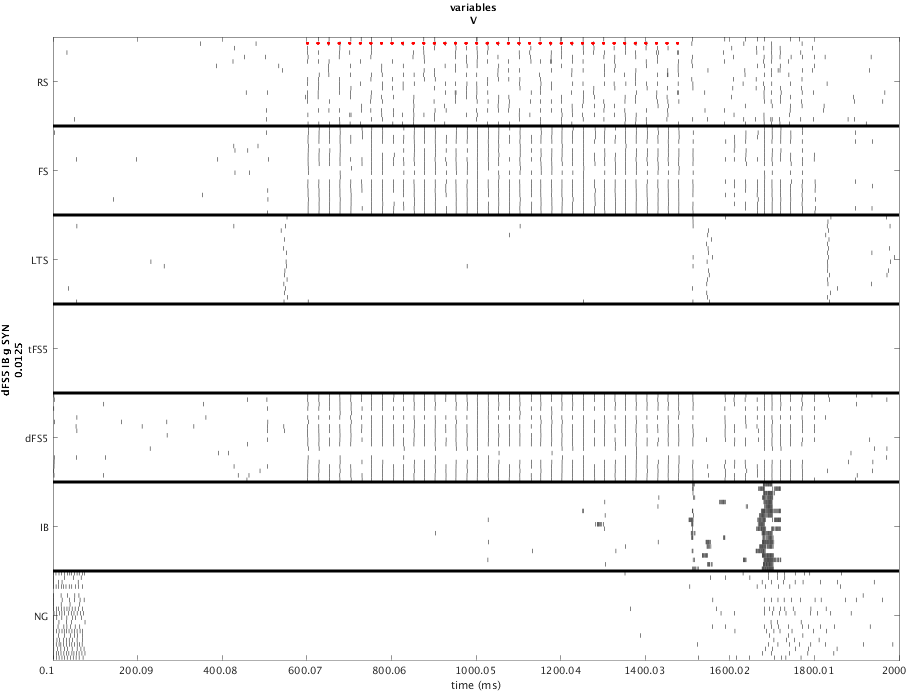 variables
V
RS
FS
LTS
tFS5
dFS5
IB
NG
dFS5 IB g SYN
0.0125
0.1 200.09 400.08 600.07 800.06 1000.05 1200.04 1400.03 1600.02 1800.01 2000
time (ms)